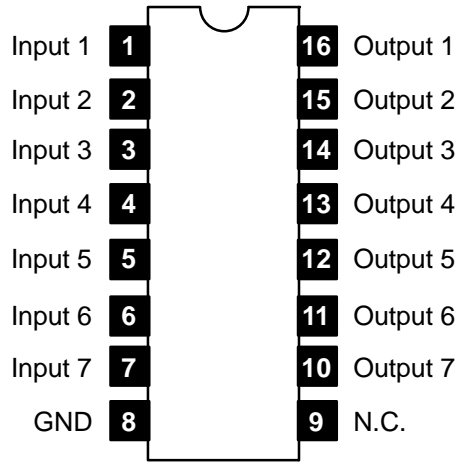 Input 1 1 16 Output 1
Input 2 2 15 Output 2
Input 3 3 14 Output 3
Input 4 4 13 Output 4
Input 5 5 12 Output 5
Input 6 6 11 Output 6
Input 7 7 10 Output 7
GND 8 9 N.C.